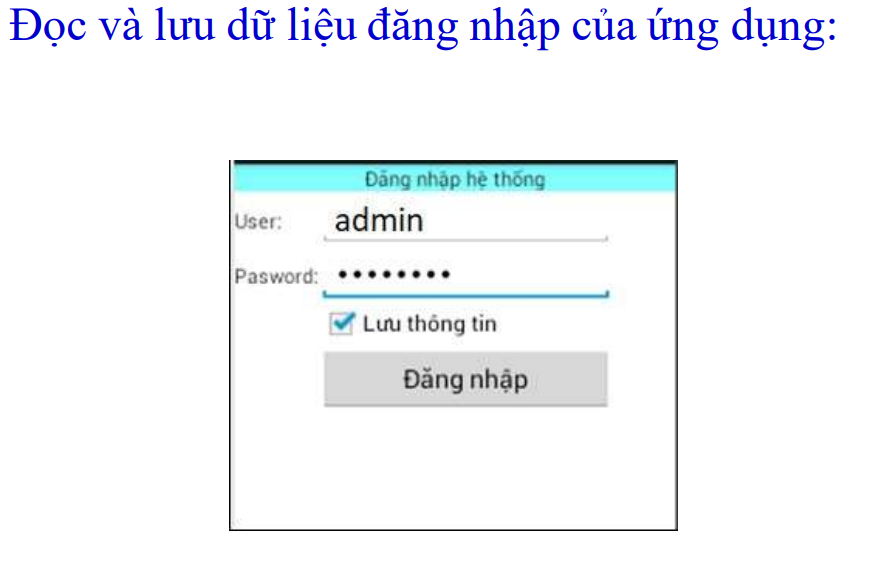 Đọc và lưu dữ liệu đăng nhập của ứng dụng:
Đăng nhập hệ thống
User: admin
Pasword: ••••••••
Lưu thông tin
Đăng nhập